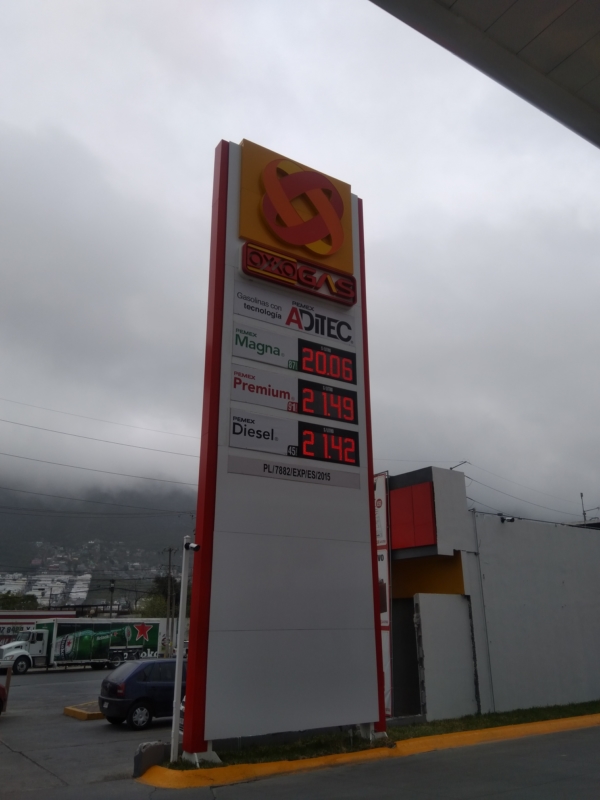 OXXO GAS
Gasolinas con
tecnología
PEMEX
ADITEC
PEMEX
Magna
87
20.06
PEMEX
Premium
91
21.49
PEMEX
Diesel
45
21.42
PL/7882/EXP/ES/2015